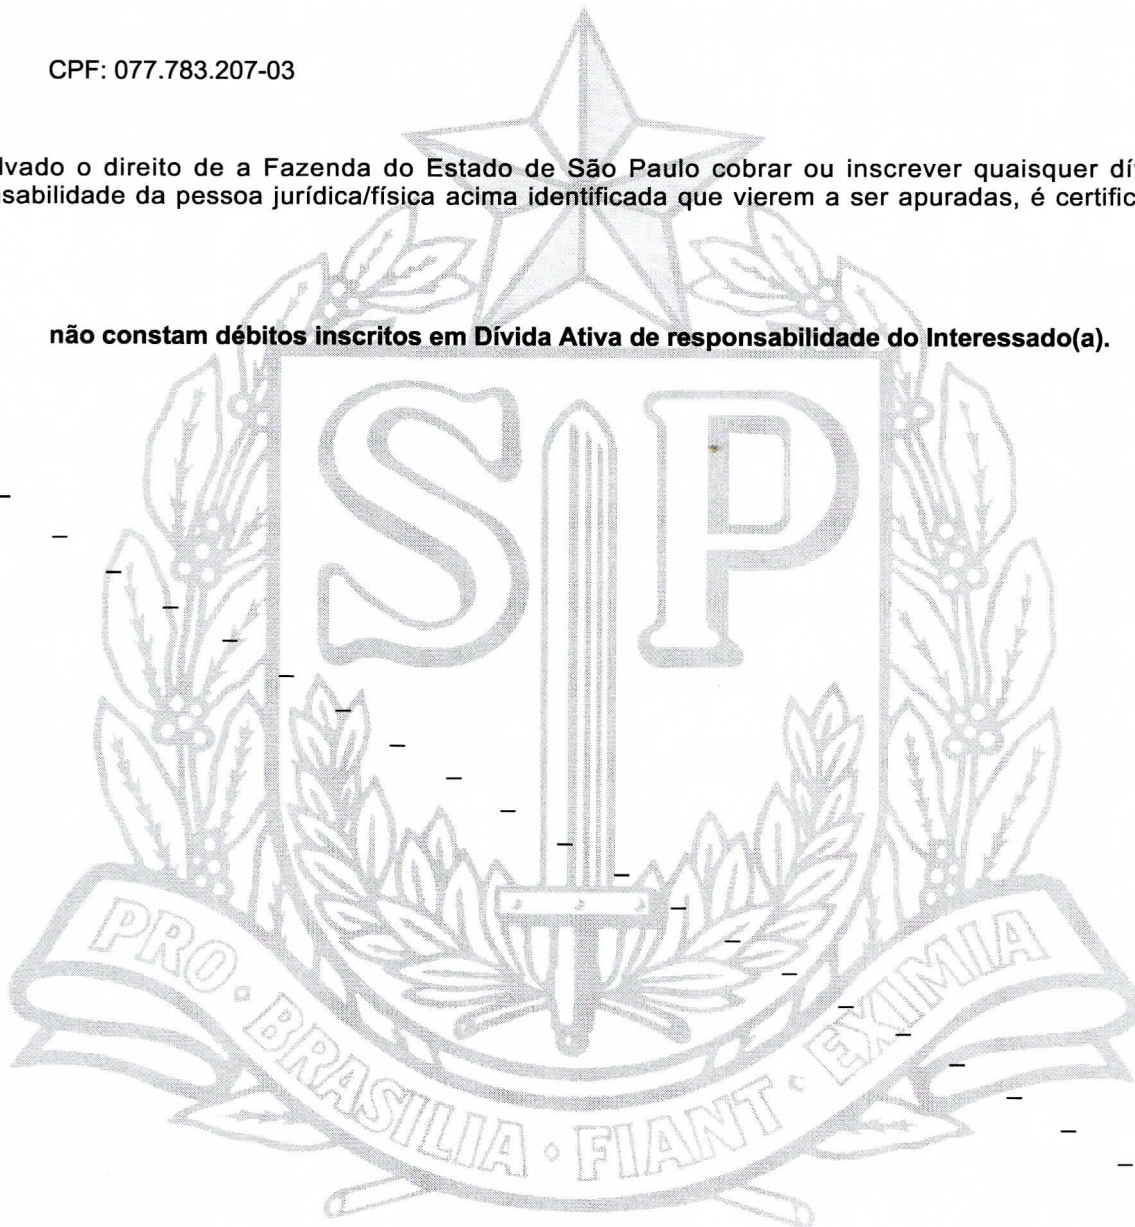 CPF: 077.783.207-03
lvado o direito de a Fazenda do Estado de São Paulo cobrar ou inscrever quaisquer dí
nsabilidade da pessoa jurídica/física acima identificada que vierem a ser apuradas, é certific
não constam débitos inscritos em Dívida Ativa de responsabilidade do Interessado(a).
SP
PRO · BRASILIA · FIANT · EXIMIA